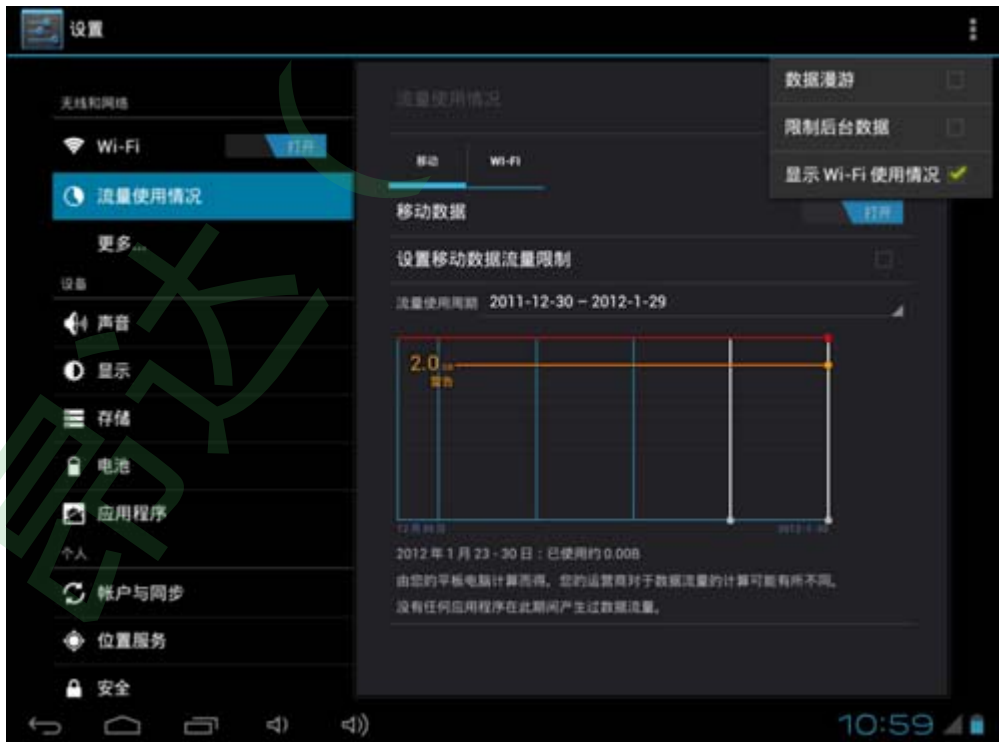 设置
数据漫游
限制后台数据
显示 Wi-Fi 使用情况
无线和网络
Wi-Fi
打开
流量使用情况
更多...
设备
声音
显示
存储
电池
应用程序
个人
帐户与同步
位置服务
安全
流量使用情况
移动
WI-FI
移动数据
打开
设置移动数据流量限制
流量使用周期 2011-12-30 – 2012-1-29
2.0 GB
警告
2012 年 1 月 23 - 30 日：已使用约 0.00B
由您的平板电脑计算而得。您的运营商对于数据流量的计算可能有所不同。
没有任何应用程序在此期间产生过数据流量。
10:59